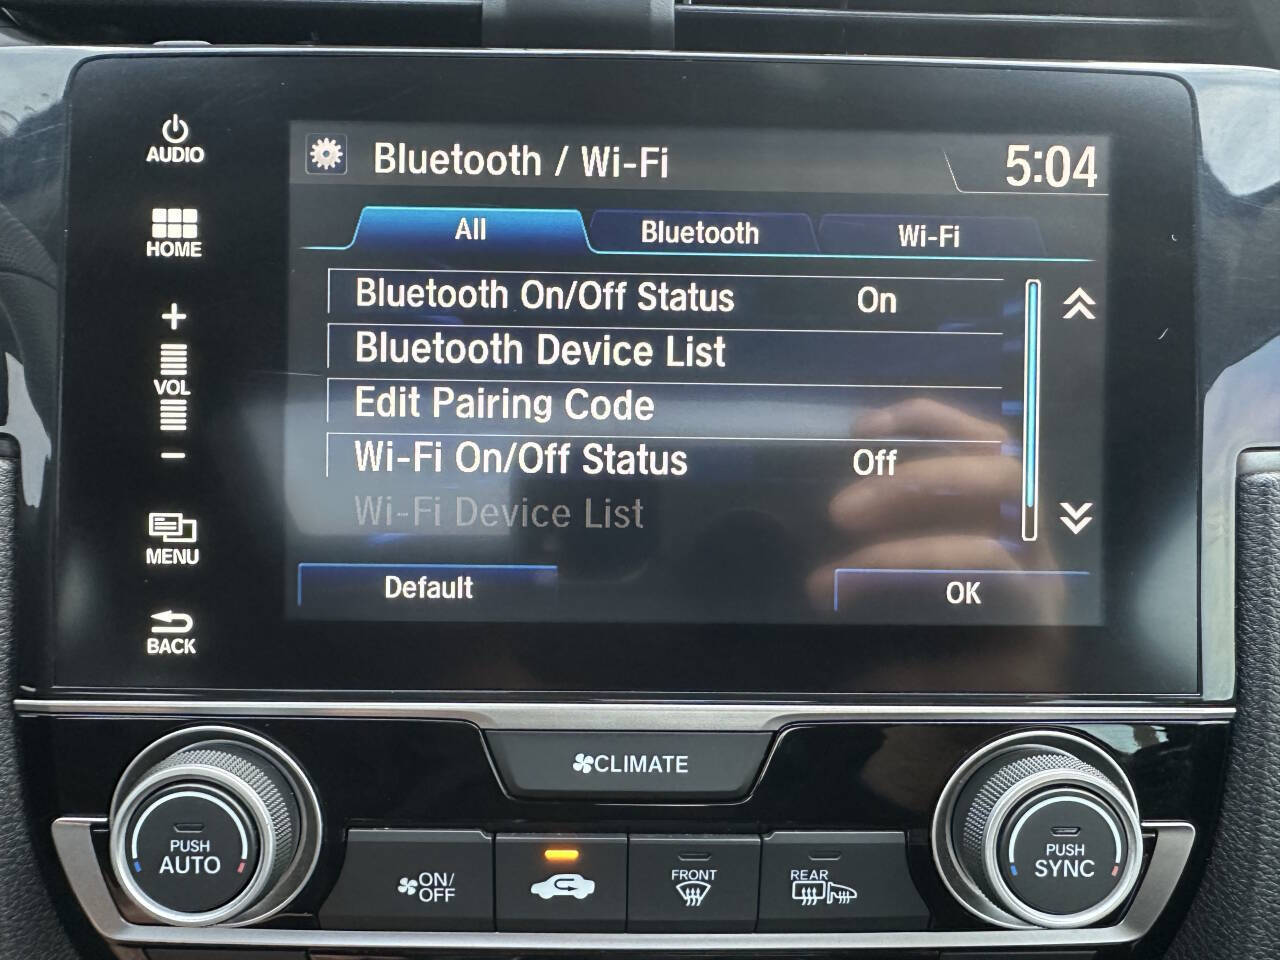 AUDIO
HOME
+
VOL
−
MENU
BACK
Bluetooth / Wi-Fi
5:04
All
Bluetooth
Wi-Fi
Bluetooth On/Off Status On
Bluetooth Device List
Edit Pairing Code
Wi-Fi On/Off Status Off
Wi-Fi Device List
Default
OK
CLIMATE
PUSH
AUTO
ON/
OFF
FRONT
REAR
PUSH
SYNC